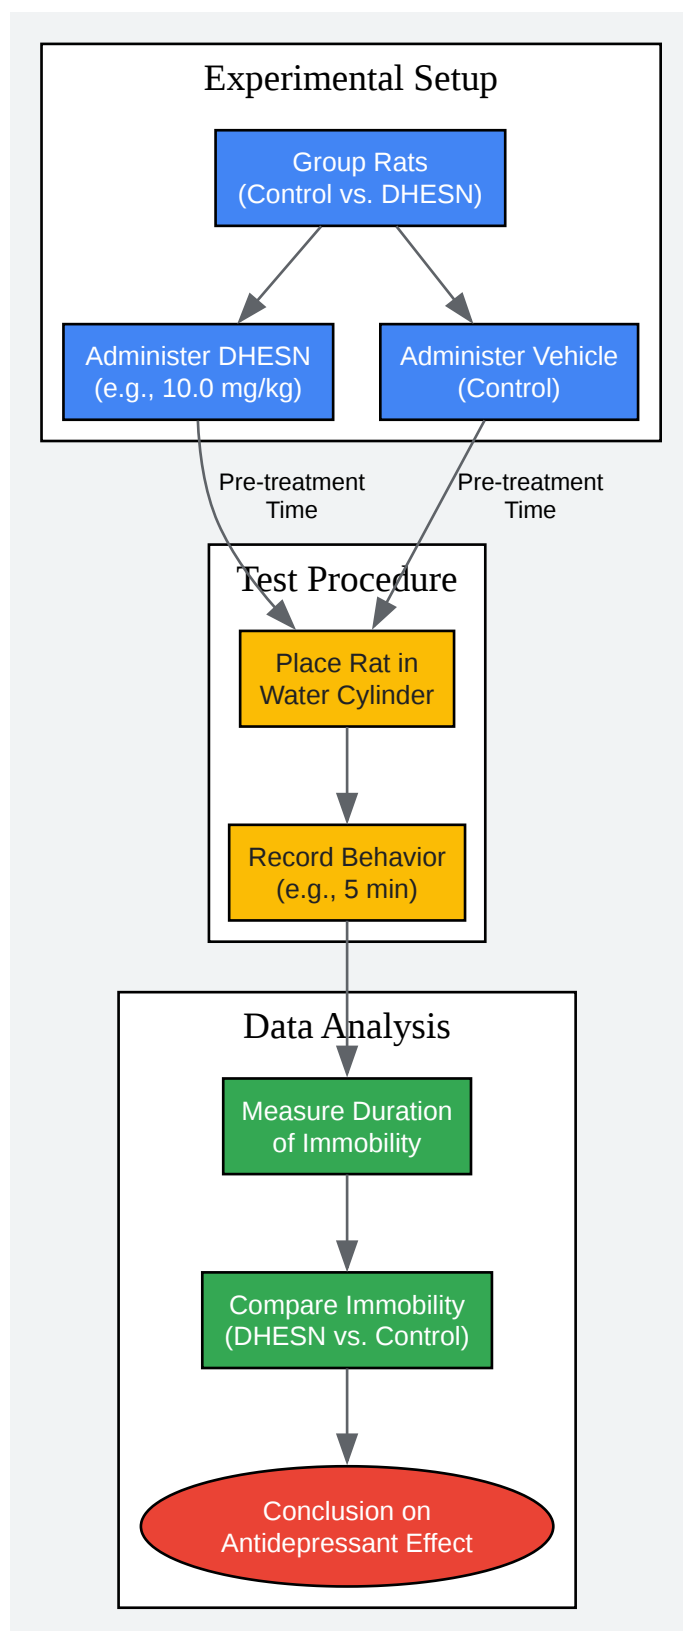 Experimental Setup
Group Rats
(Control vs. DHESN)
Administer DHESN
(e.g., 10.0 mg/kg)
Administer Vehicle
(Control)
Pre-treatment
Time
Pre-treatment
Time
Test Procedure
Place Rat in
Water Cylinder
Record Behavior
(e.g., 5 min)
Data Analysis
Measure Duration
of Immobility
Compare Immobility
(DHESN vs. Control)
Conclusion on
Antidepressant Effect